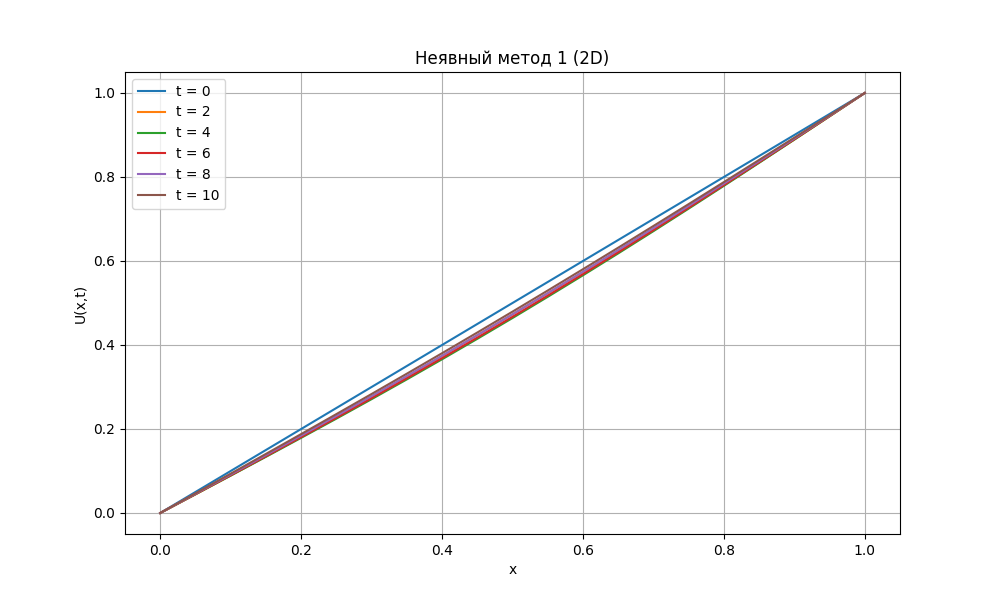 Неявный метод 1 (2D)
t = 0
t = 2
t = 4
t = 6
t = 8
t = 10
1.0
0.8
0.6
0.4
0.2
0.0
U(x,t)
0.0 0.2 0.4 0.6 0.8 1.0
x